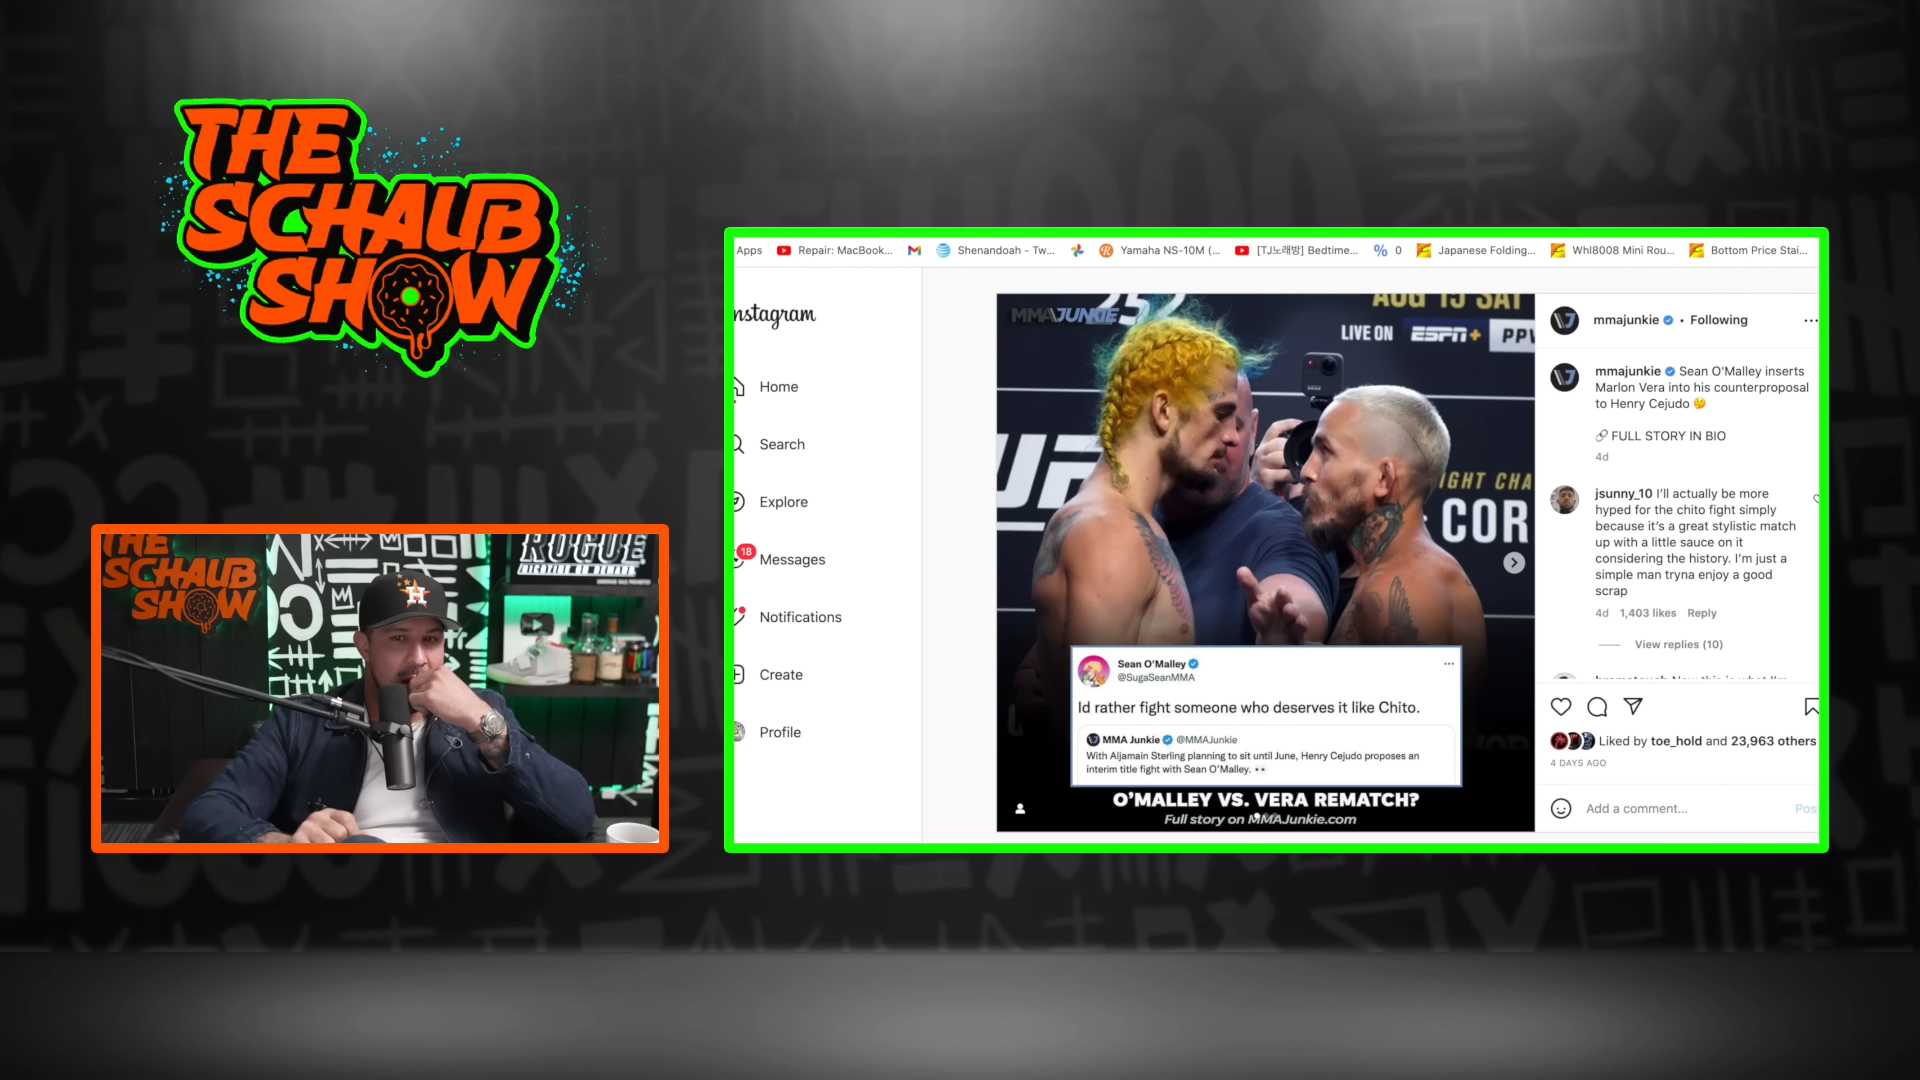 THE
SCHAUB
SHOW
THE
SCHAUB
SHOW
ROGUE
Apps
Repair: MacBook...
Shenandoah - Tw...
Yamaha NS-10M (...
[TJ노래방] Bedtime...
0
Japanese Folding...
Whl8008 Mini Rou...
Bottom Price Stai...
nstagram
Home
Search
Explore
18
Messages
Notifications
Create
Profile
MMAJUNKIE
252
AUG 15 SAT
LIVE ON ESPN+ PPV
IGHT CHA
COR
Sean O'Malley
@SugaSeanMMA
Id rather fight someone who deserves it like Chito.
MMA Junkie @MMAJunkie
With Aljamain Sterling planning to sit until June, Henry Cejudo proposes an
interim title fight with Sean O'Malley. 👀
O'MALLEY VS. VERA REMATCH?
Full story on MMAJunkie.com
mmajunkie • Following
mmajunkie Sean O'Malley inserts
Marlon Vera into his counterproposal
to Henry Cejudo 🤔
🔗 FULL STORY IN BIO
4d
jsunny_10 I'll actually be more
hyped for the chito fight simply
because it's a great stylistic match
up with a little sauce on it
considering the history. I'm just a
simple man tryna enjoy a good
scrap
4d 1,403 likes Reply
View replies (10)
Liked by toe_hold and 23,963 others
4 DAYS AGO
Add a comment...
Pos